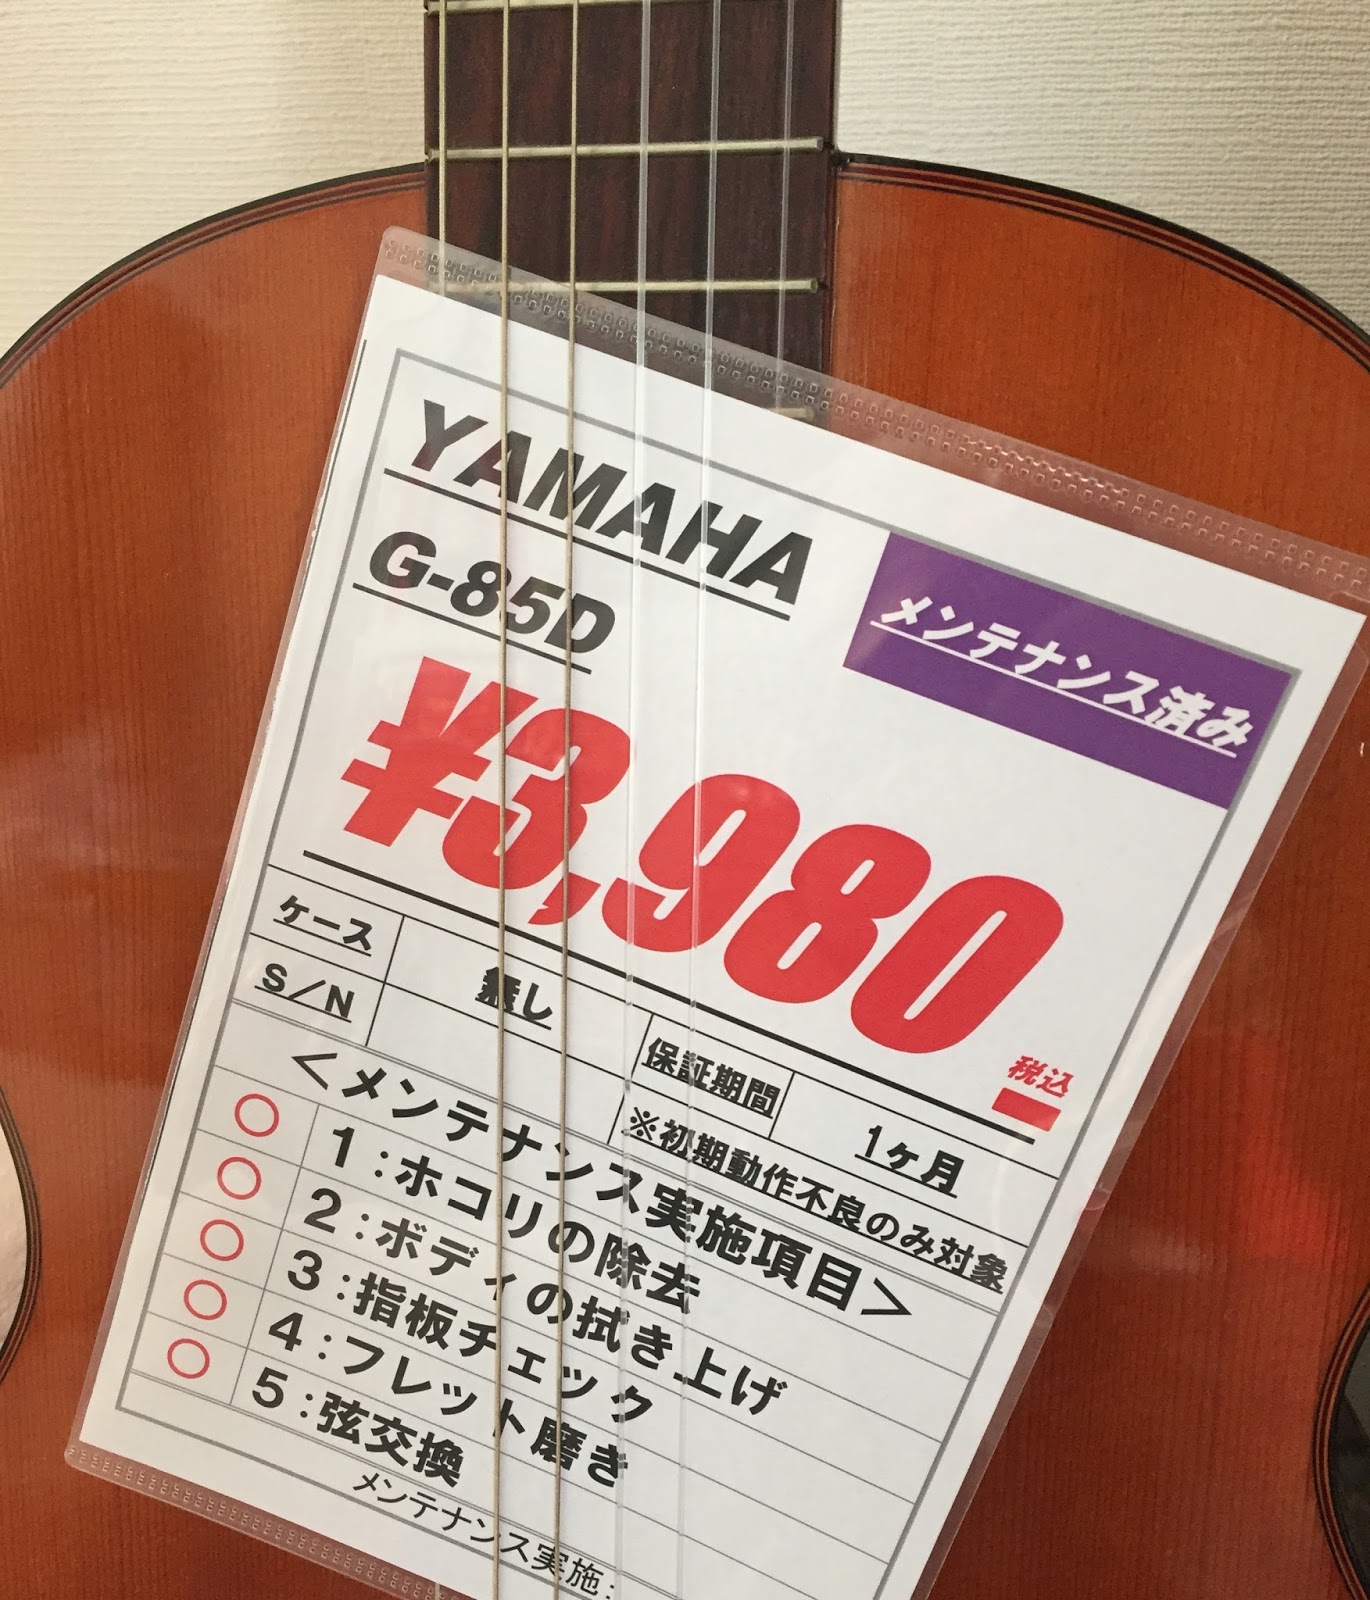 YAMAHA
G-85D
メンテナンス済み
¥3,980
税込
ケース 無し
S/N
保証期間 1ヶ月
※初期動作不良のみ対象
<メンテナンス実施項目>
○ 1:ホコリの除去
○ 2:ボディの拭き上げ
○ 3:指板チェック
○ 4:フレット磨き
○ 5:弦交換
メンテナンス実施: